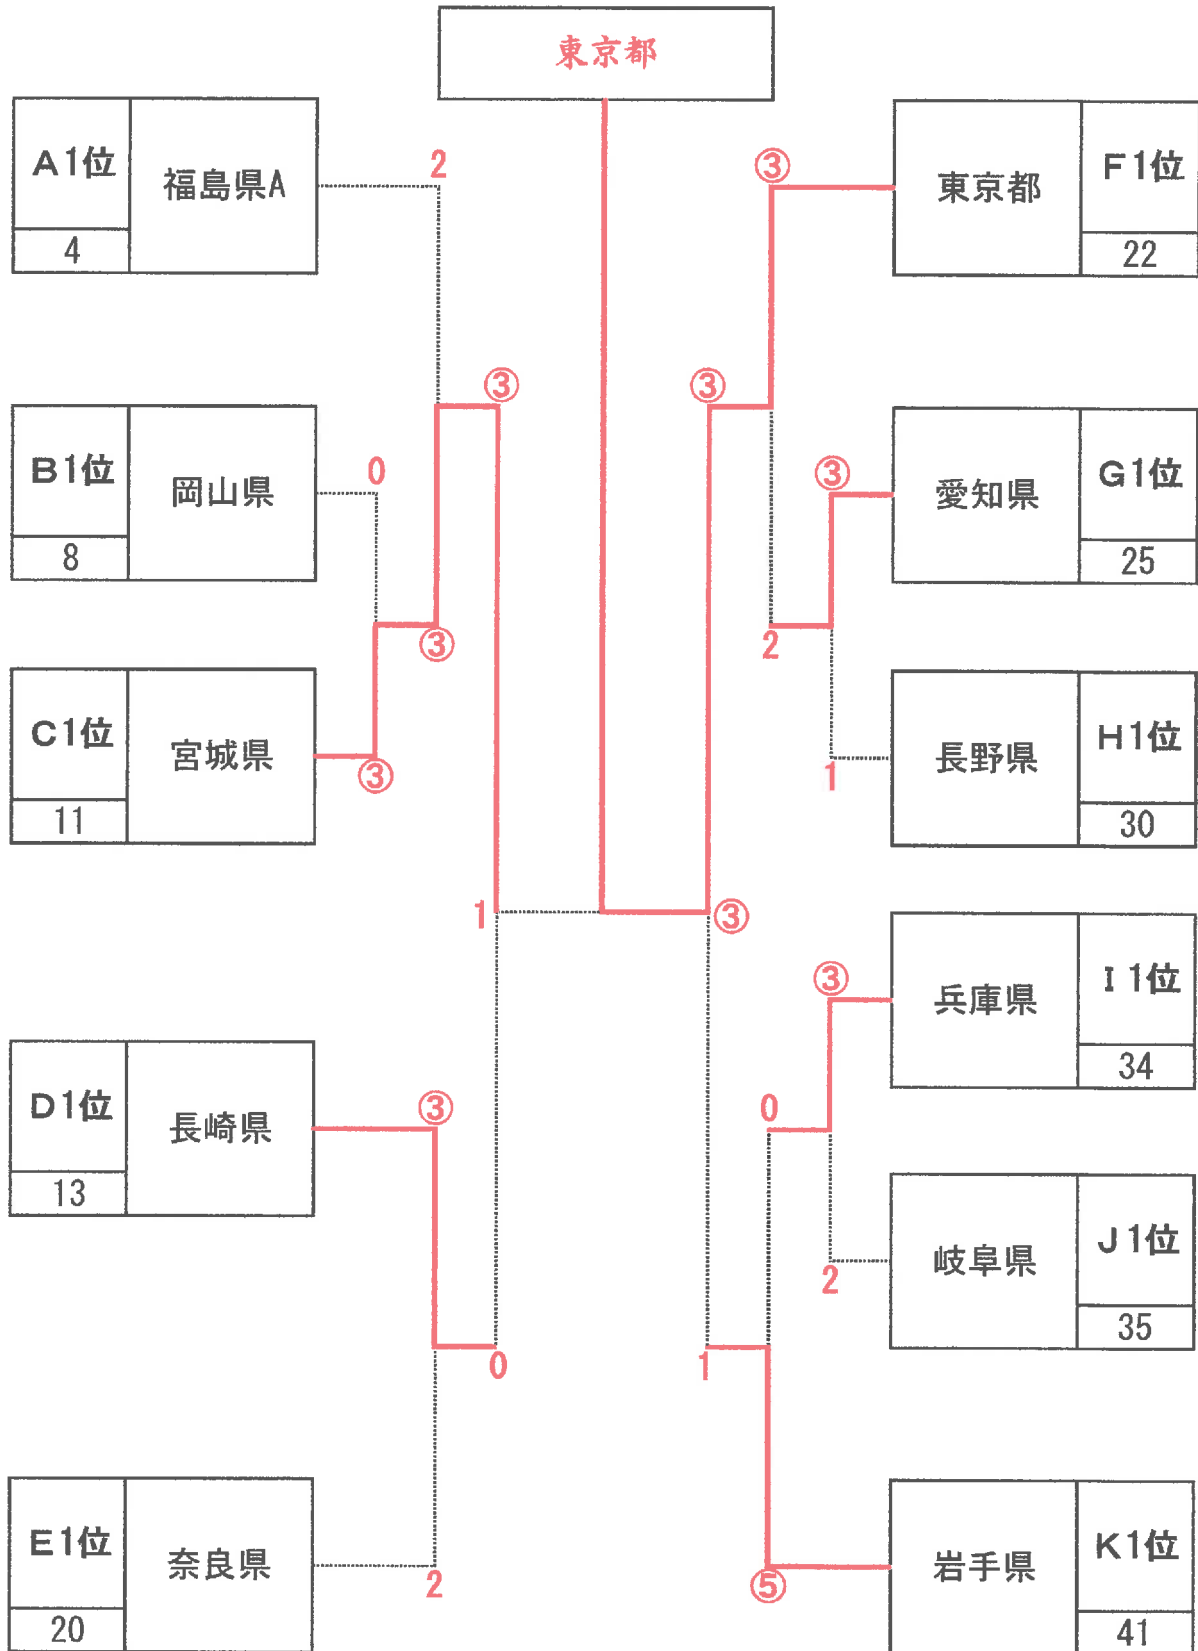 東京都
A1位
福島県A
4
2
B1位
岡山県
8
0
C1位
宮城県
11
③
③
③
1
D1位
長崎県
13
③
0
E1位
奈良県
20
2
③
東京都
F1位
22
③
③
愛知県
G1位
25
2
1
長野県
H1位
30
③
③
兵庫県
I1位
34
0
2
岐阜県
J1位
35
1
⑤
岩手県
K1位
41